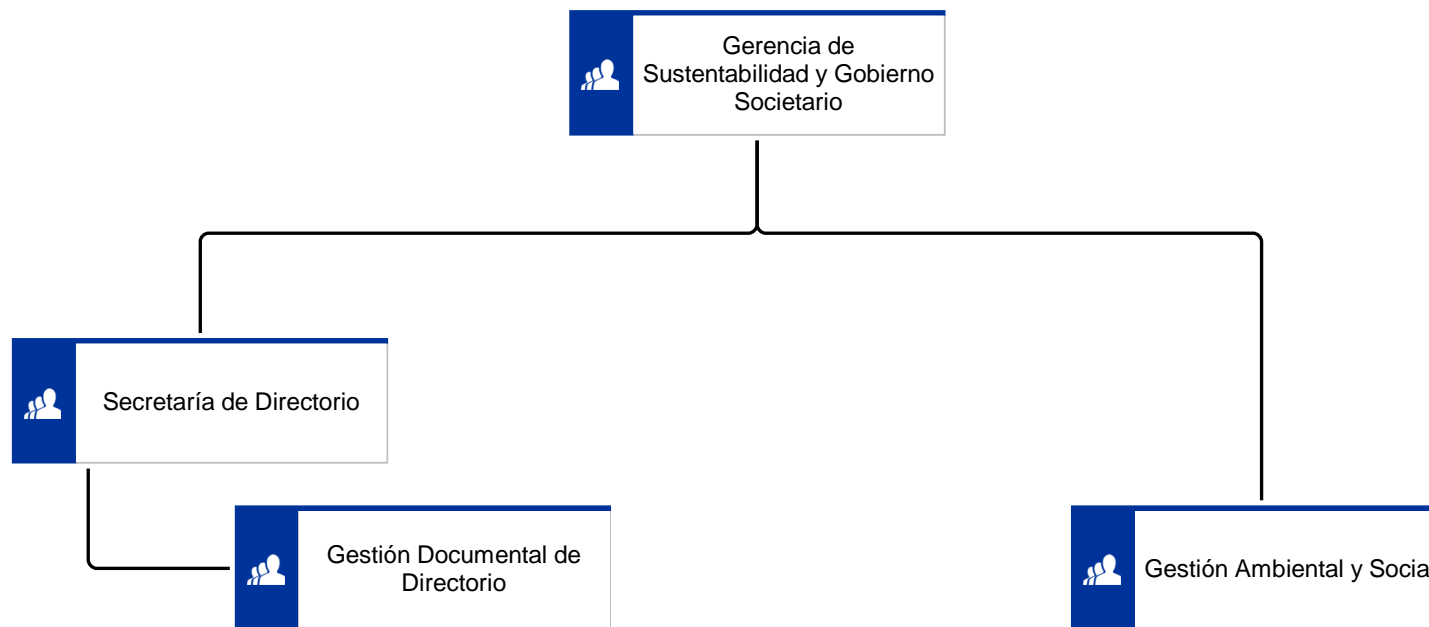 Gerencia de
Sustentabilidad y Gobierno
Societario
Secretaría de Directorio
Gestión Documental de
Directorio
Gestión Ambiental y Socia